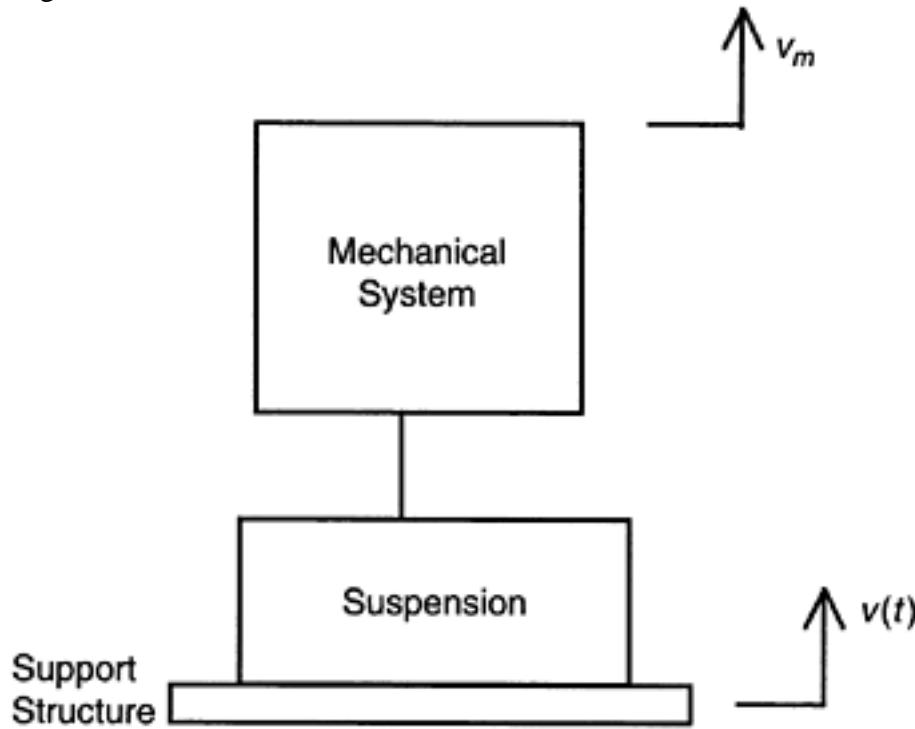 v_m
Mechanical
System
Suspension
v(t)
Support
Structure